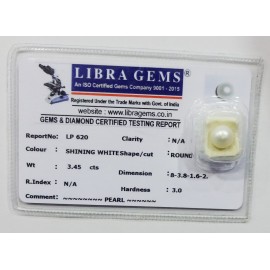 LIBRA GEMS®
An ISO Certified Gems Company 9001 - 2015
Registered Under the Trade Mark with Govt. of India
website : www.libragems.co.in
GEMS & DIAMOND CERTIFIED TESTING REPORT
ReportNo: LP 620 Clarity N/A
Colour : SHINING WHITE Shape/cut : ROUND
Wt : 3.45 cts Dimension : 8-3.8-1.6-2.
R.Index : N/A Hardness : 3.0
Comment ~~~~~~~~ PEARL ~~~~~~~